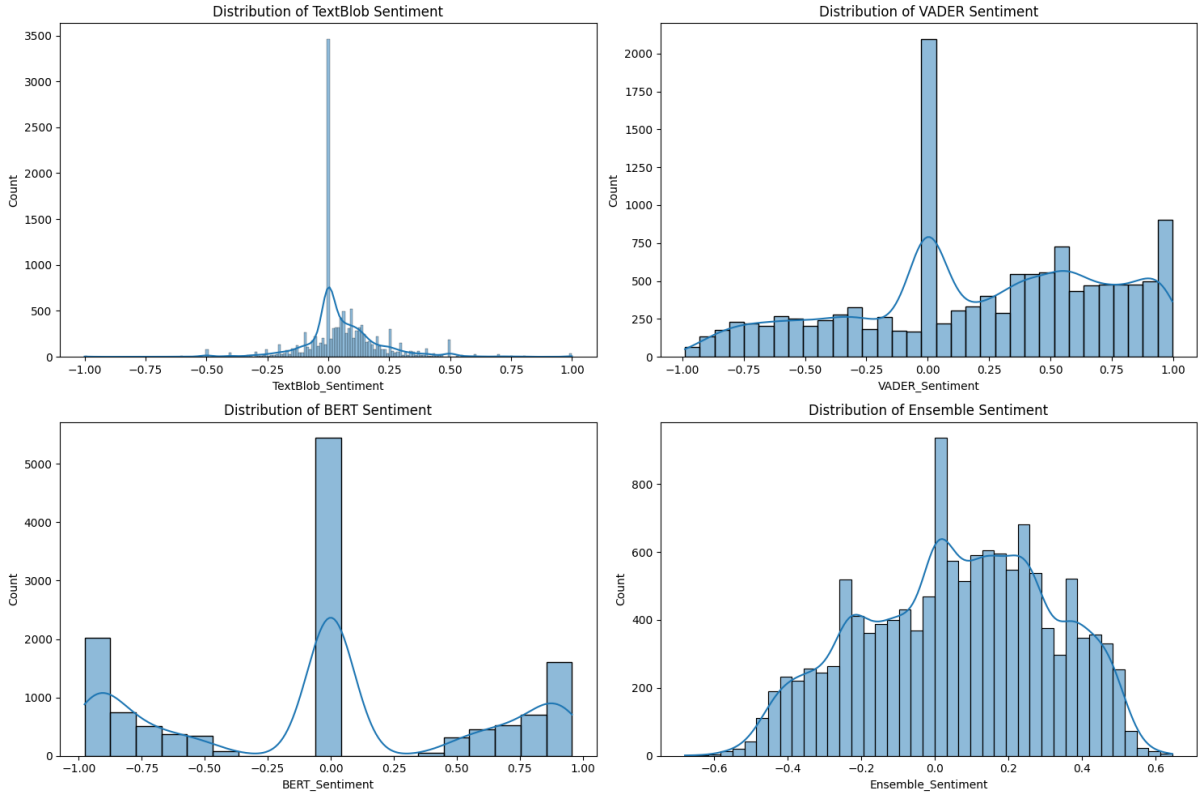 Distribution of TextBlob Sentiment
3500
3000
2500
2000
1500
1000
500
0
−1.00 −0.75 −0.50 −0.25 0.00 0.25 0.50 0.75 1.00
Count
TextBlob_Sentiment
Distribution of VADER Sentiment
2000
1750
1500
1250
1000
750
500
250
0
−1.00 −0.75 −0.50 −0.25 0.00 0.25 0.50 0.75 1.00
Count
VADER_Sentiment
Distribution of BERT Sentiment
5000
4000
3000
2000
1000
0
−1.00 −0.75 −0.50 −0.25 0.00 0.25 0.50 0.75 1.00
Count
BERT_Sentiment
Distribution of Ensemble Sentiment
800
600
400
200
0
−0.6 −0.4 −0.2 0.0 0.2 0.4 0.6
Count
Ensemble_Sentiment